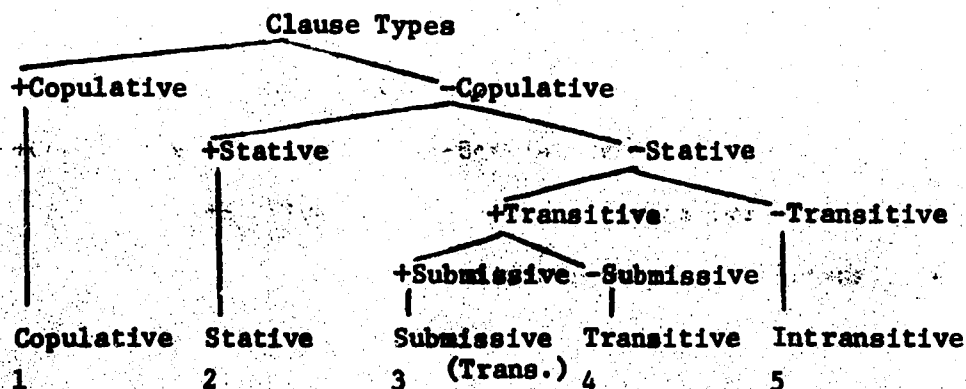 Clause Types
+Copulative -Copulative
+Stative -Stative
+Transitive -Transitive
+Submissive -Submissive
Copulative Stative Submissive Transitive Intransitive
(Trans.)
1 2 3 4 5